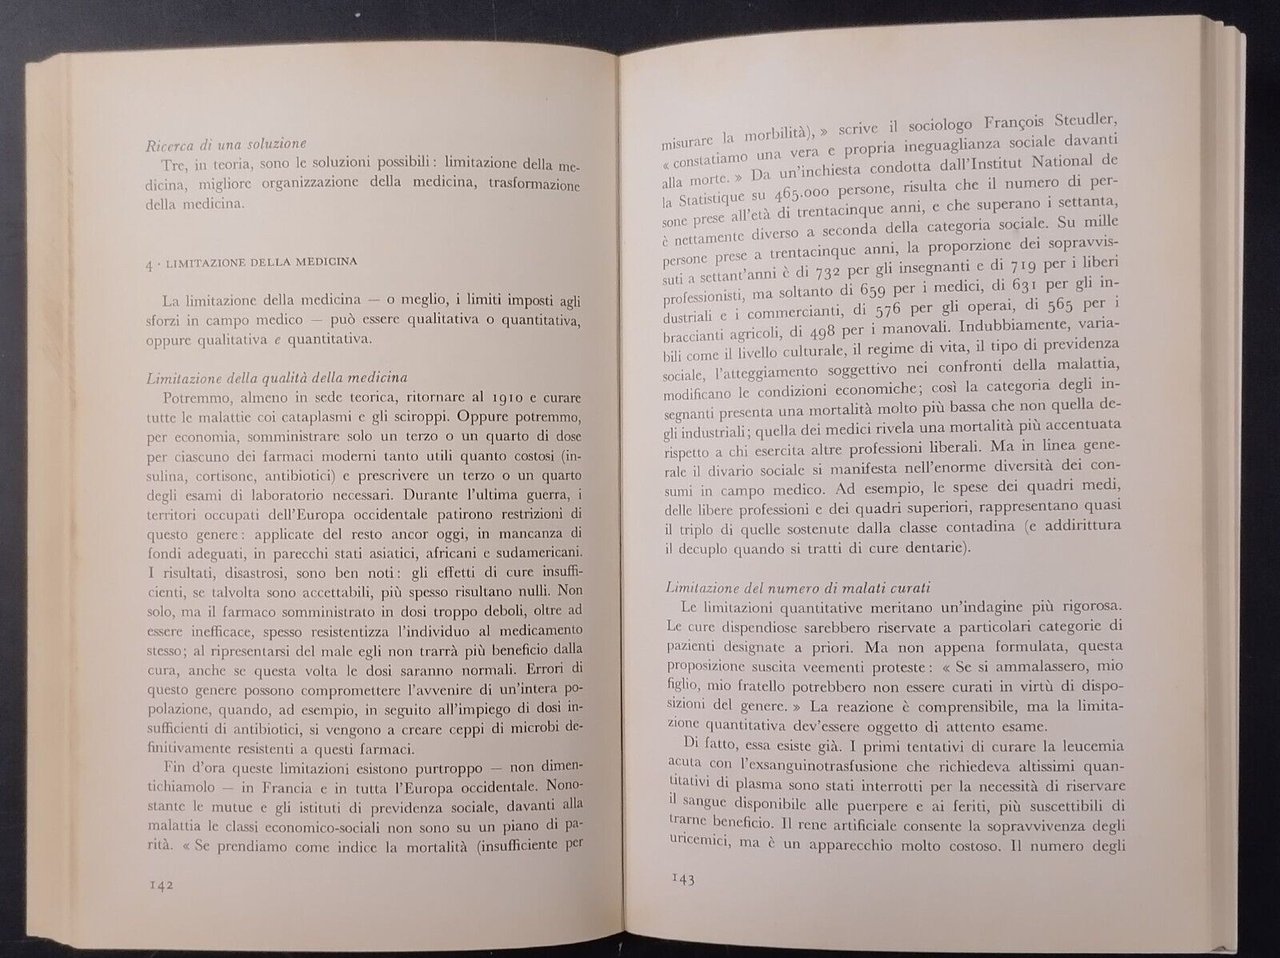 Ricerca di una soluzione
Tre, in teoria, sono le soluzioni possibili: limitazione della me-
dicina, migliore organizzazione della medicina, trasformazione
della medicina.
4 · LIMITAZIONE DELLA MEDICINA
La limitazione della medicina — o meglio, i limiti imposti agli
sforzi in campo medico — può essere qualitativa o quantitativa,
oppure qualitativa e quantitativa.
Limitazione della qualità della medicina
Potremmo, almeno in sede teorica, ritornare al 1910 e curare
tutte le malattie coi cataplasmi e gli sciroppi. Oppure potremmo,
per economia, somministrare solo un terzo o un quarto di dose
per ciascuno dei farmaci moderni tanto utili quanto costosi (in-
sulina, cortisone, antibiotici) e prescrivere un terzo o un quarto
degli esami di laboratorio necessari. Durante l'ultima guerra, i
territori occupati dell'Europa occidentale patirono restrizioni di
questo genere: applicate del resto ancor oggi, in mancanza di
fondi adeguati, in parecchi stati asiatici, africani e sudamericani.
I risultati, disastrosi, sono ben noti: gli effetti di cure insuffi-
cienti, se talvolta sono accettabili, più spesso risultano nulli. Non
solo, ma il farmaco somministrato in dosi troppo deboli, oltre ad
essere inefficace, spesso resistentizza l'individuo al medicamento
stesso; al ripresentarsi del male egli non trarrà più beneficio dalla
cura, anche se questa volta le dosi saranno normali. Errori di
questo genere possono compromettere l'avvenire di un'intera po-
polazione, quando, ad esempio, in seguito all'impiego di dosi in-
sufficienti di antibiotici, si vengono a creare ceppi di microbi de-
finitivamente resistenti a questi farmaci.
Fin d'ora queste limitazioni esistono purtroppo — non dimen-
tichiamolo — in Francia e in tutta l'Europa occidentale. Nono-
stante le mutue e gli istituti di previdenza sociale, davanti alla
malattia le classi economico-sociali non sono su un piano di pa-
rità. « Se prendiamo come indice la mortalità (insufficiente per
142
misurare la morbilità), » scrive il sociologo François Steudler,
« constatiamo una vera e propria ineguaglianza sociale davanti
alla morte. » Da un'inchiesta condotta dall'Institut National de
la Statistique su 465.000 persone, risulta che il numero di per-
sone prese all'età di trentacinque anni, e che superano i settanta,
è nettamente diverso a seconda della categoria sociale. Su mille
persone prese a trentacinque anni, la proporzione dei sopravvis-
suti a settant'anni è di 732 per gli insegnanti e di 719 per i liberi
professionisti, ma soltanto di 659 per i medici, di 631 per gli in-
dustriali e i commercianti, di 576 per gli operai, di 565 per i
braccianti agricoli, di 498 per i manovali. Indubbiamente, varia-
bili come il livello culturale, il regime di vita, il tipo di previdenza
sociale, l'atteggiamento soggettivo nei confronti della malattia,
modificano le condizioni economiche; così la categoria degli in-
segnanti presenta una mortalità molto più bassa che non quella de-
gli industriali; quella dei medici rivela una mortalità più accentuata
rispetto a chi esercita altre professioni liberali. Ma in linea gene-
rale il divario sociale si manifesta nell'enorme diversità dei con-
sumi in campo medico. Ad esempio, le spese dei quadri medi,
delle libere professioni e dei quadri superiori, rappresentano quasi
il triplo di quelle sostenute dalla classe contadina (e addirittura
il decuplo quando si tratti di cure dentarie).
Limitazione del numero di malati curati
Le limitazioni quantitative meritano un'indagine più rigorosa.
Le cure dispendiose sarebbero riservate a particolari categorie di
pazienti designate a priori. Ma non appena formulata, questa
proposizione suscita veementi proteste: « Se si ammalassero, mio
figlio, mio fratello potrebbero non essere curati in virtù di dispo-
sizioni del genere. » La reazione è comprensibile, ma la limita-
zione quantitativa dev'essere oggetto di attento esame.
Di fatto, essa esiste già. I primi tentativi di curare la leucemia
acuta con l'exsanguinotrasfusione che richiedeva altissimi quan-
titativi di plasma sono stati interrotti per la necessità di riservare
il sangue disponibile alle puerpere e ai feriti, più suscettibili di
trarne beneficio. Il rene artificiale consente la sopravvivenza degli
uricemici, ma è un apparecchio molto costoso. Il numero degli
143